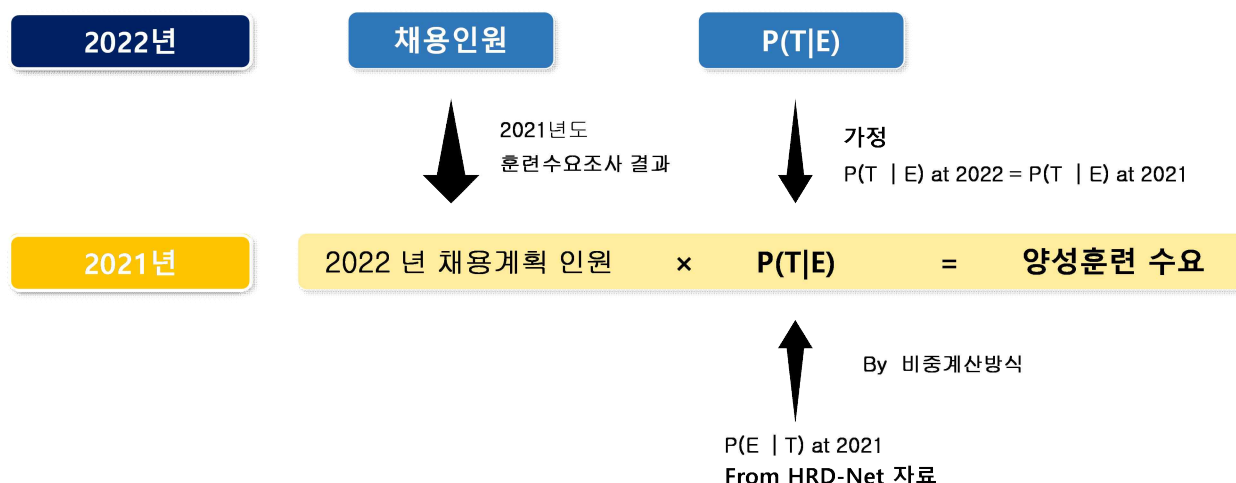 2022년
채용인원
P(T|E)
2021년도
훈련수요조사 결과
가정
P(T | E) at 2022 = P(T | E) at 2021
2021년
2022 년 채용계획 인원 × P(T|E) = 양성훈련 수요
By 비중계산방식
P(E | T) at 2021
From HRD-Net 자료